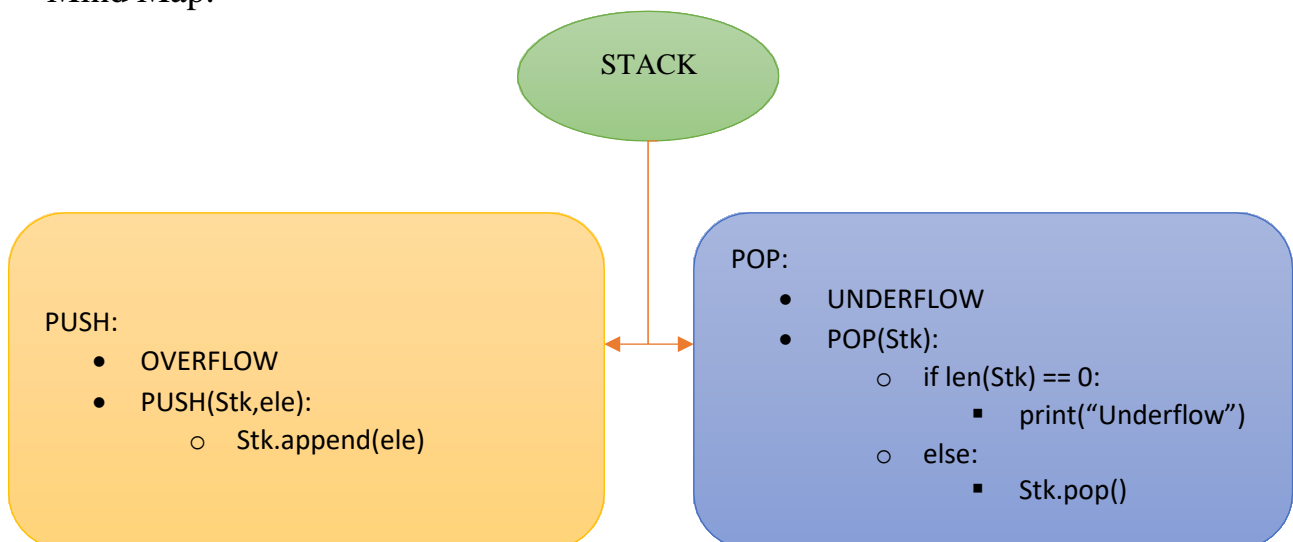 Mind Map:
STACK
PUSH:
• OVERFLOW
• PUSH(Stk,ele):
o Stk.append(ele)
POP:
• UNDERFLOW
• POP(Stk):
o if len(Stk) == 0:
▪ print(“Underflow”)
o else:
▪ Stk.pop()